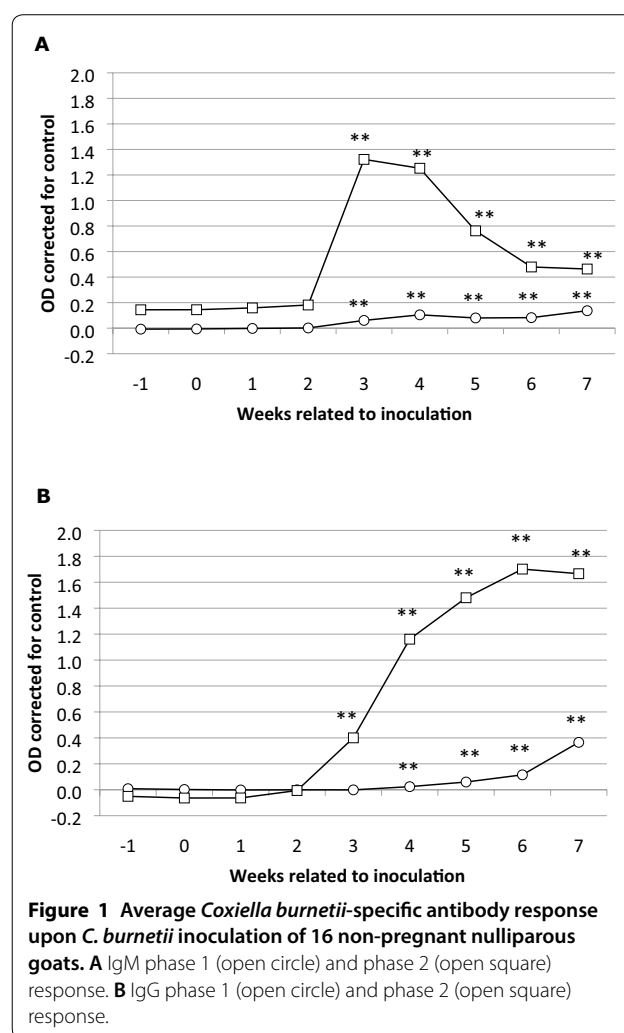 A
2.0
1.8
1.6
1.4
1.2
1.0
0.8
0.6
0.4
0.2
0.0
-0.2
OD corrected for control
** ** ** ** **
** ** ** ** **
-1 0 1 2 3 4 5 6 7
Weeks related to inoculation
B
2.0
1.8
1.6
1.4
1.2
1.0
0.8
0.6
0.4
0.2
0.0
-0.2
OD corrected for control
** ** ** ** **
** ** ** **
-1 0 1 2 3 4 5 6 7
Weeks related to inoculation
Figure 1 Average Coxiella burnetii-specific antibody response
upon C. burnetii inoculation of 16 non-pregnant nulliparous
goats. A IgM phase 1 (open circle) and phase 2 (open square)
response. B IgG phase 1 (open circle) and phase 2 (open square)
response.